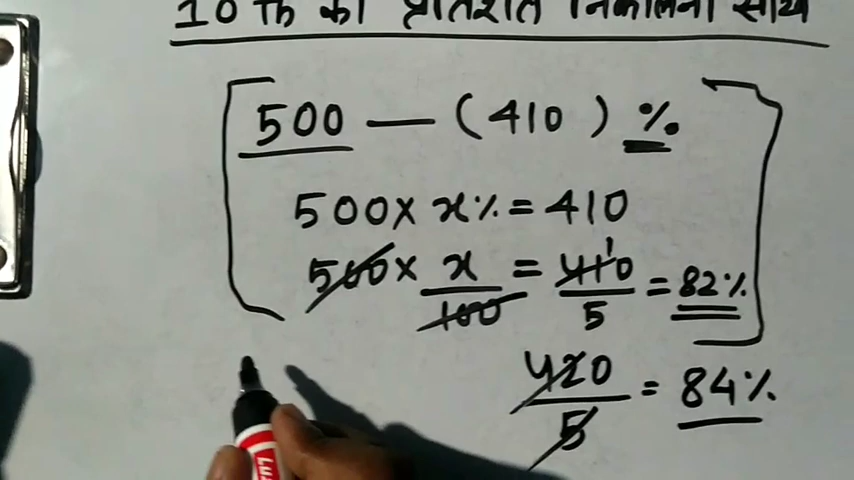 10 Th का प्रतिशत निकालना सीखे
500 — ( 410 ) %
500 × x% = 410
500 × x/100 = 410/5 = 82%
420/5 = 84%